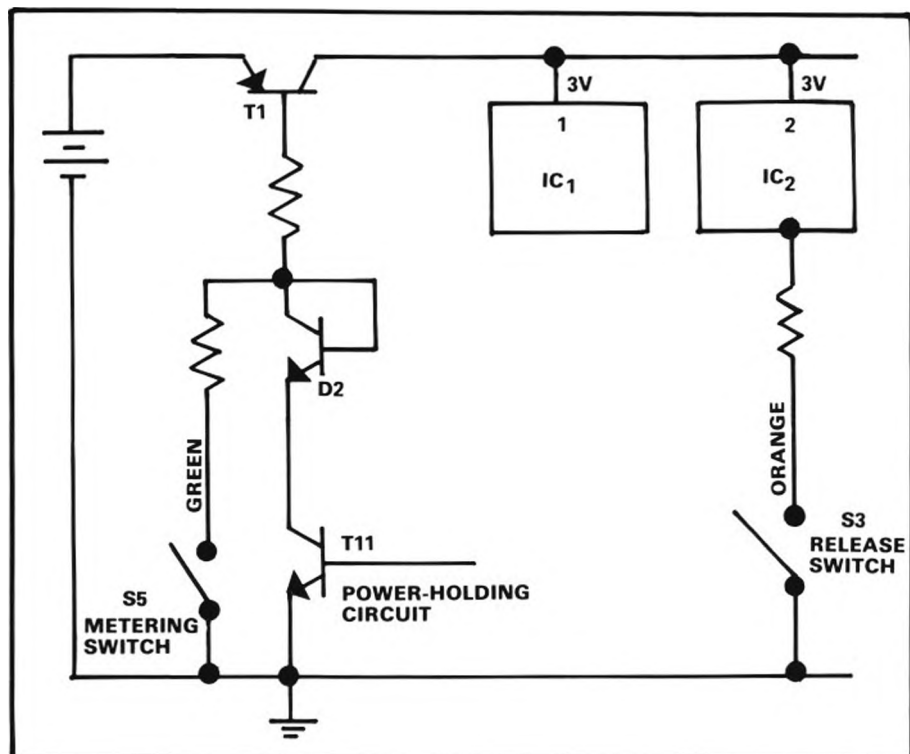 T1
3V
3V
1
2
IC1
IC2
D2
GREEN
ORANGE
T11
POWER-HOLDING
CIRCUIT
S5
METERING
SWITCH
S3
RELEASE
SWITCH